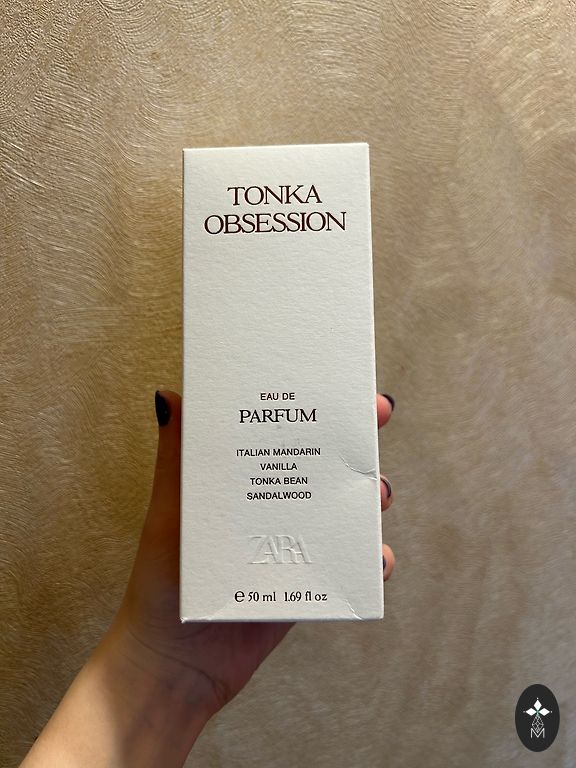 TONKA
OBSESSION
EAU DE
PARFUM
ITALIAN MANDARIN
VANILLA
TONKA BEAN
SANDALWOOD
ZARA
℮ 50 ml 1.69 fl oz
M